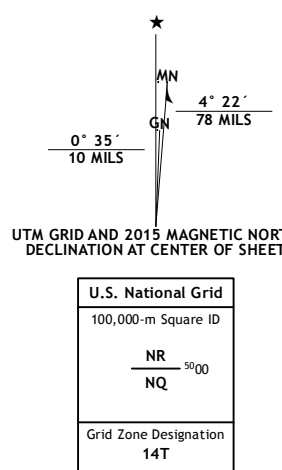 ★
MN
4° 22´
78 MILS
GN
0° 35´
10 MILS
UTM GRID AND 2015 MAGNETIC NORT
DECLINATION AT CENTER OF SHEET
U.S. National Grid
100,000-m Square ID
NR
5000
NQ
Grid Zone Designation
14T